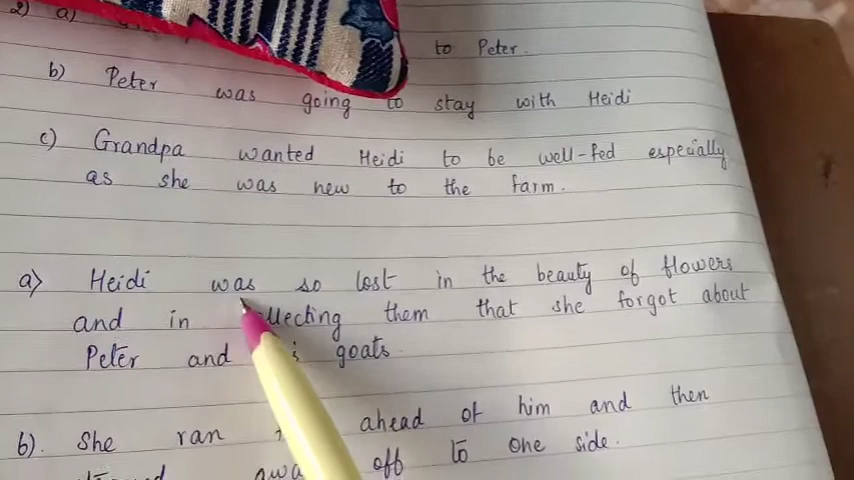 2) a) to Peter.
b) Peter was going to stay with Heidi
c) Grandpa wanted Heidi to be well-fed especially
as she was new to the farm.
a) Heidi was so lost in the beauty of flowers
and in them that she forgot about
Peter and goats.
b). She ran ahead of him and then
off to one side.